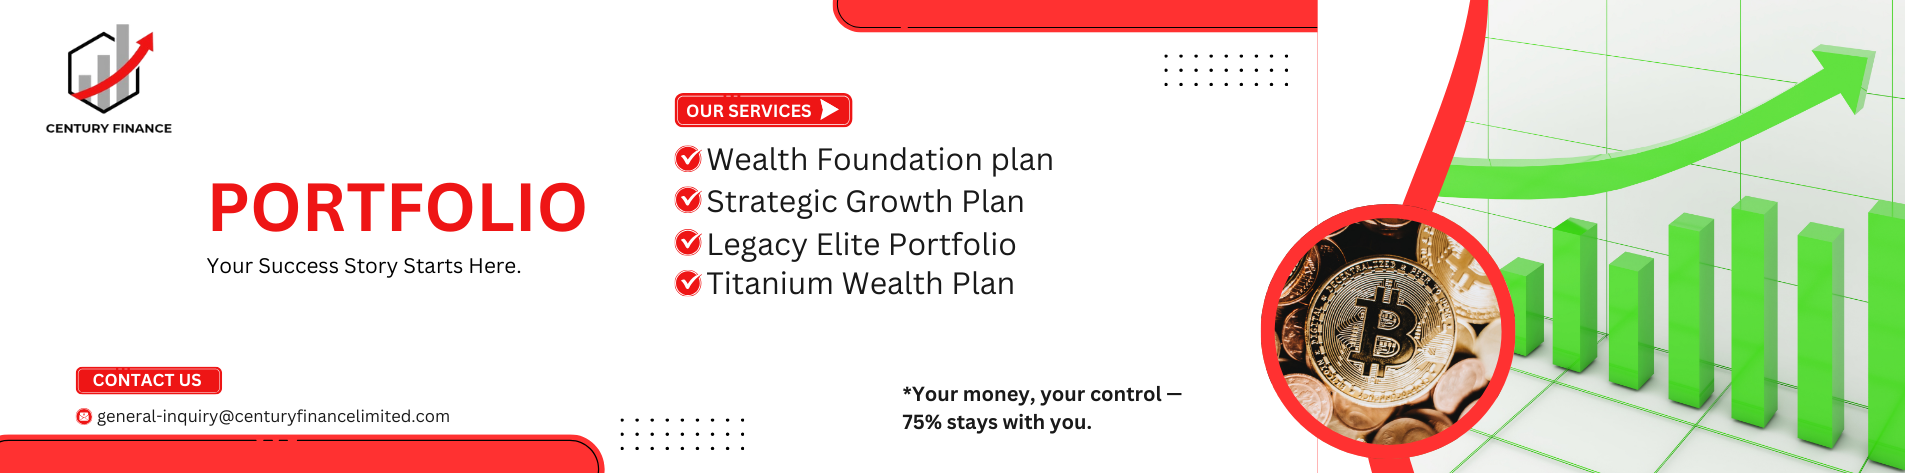 CENTURY FINANCE
PORTFOLIO
Your Success Story Starts Here.
CONTACT US
general-inquiry@centuryfinancelimited.com
OUR SERVICES
Wealth Foundation plan
Strategic Growth Plan
Legacy Elite Portfolio
Titanium Wealth Plan
*Your money, your control —
75% stays with you.